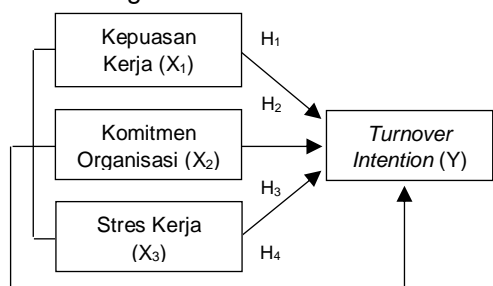 Kepuasan
Kerja (X₁)
H₁
H₂
Komitmen
Organisasi (X₂)
Turnover
Intention (Y)
H₃
Stres Kerja
(X₃)
H₄